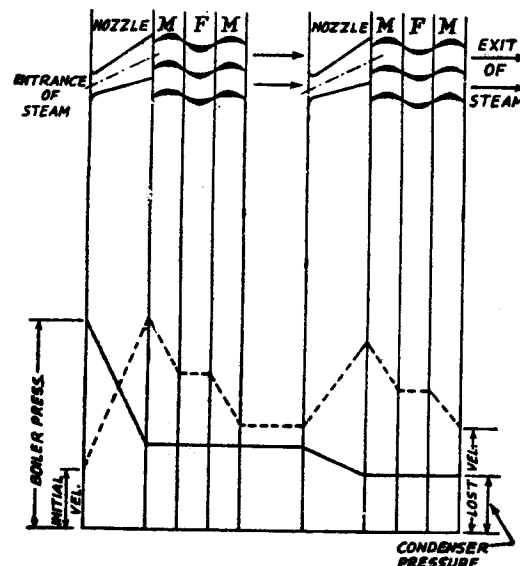 NOZZLE M F M NOZZLE M F M
ENTRANCE
OF
STEAM
EXIT
OF
STEAM
BOILER PRESS.
INITIAL
VEL.
LOST VEL.
CONDENSER
PRESSURE